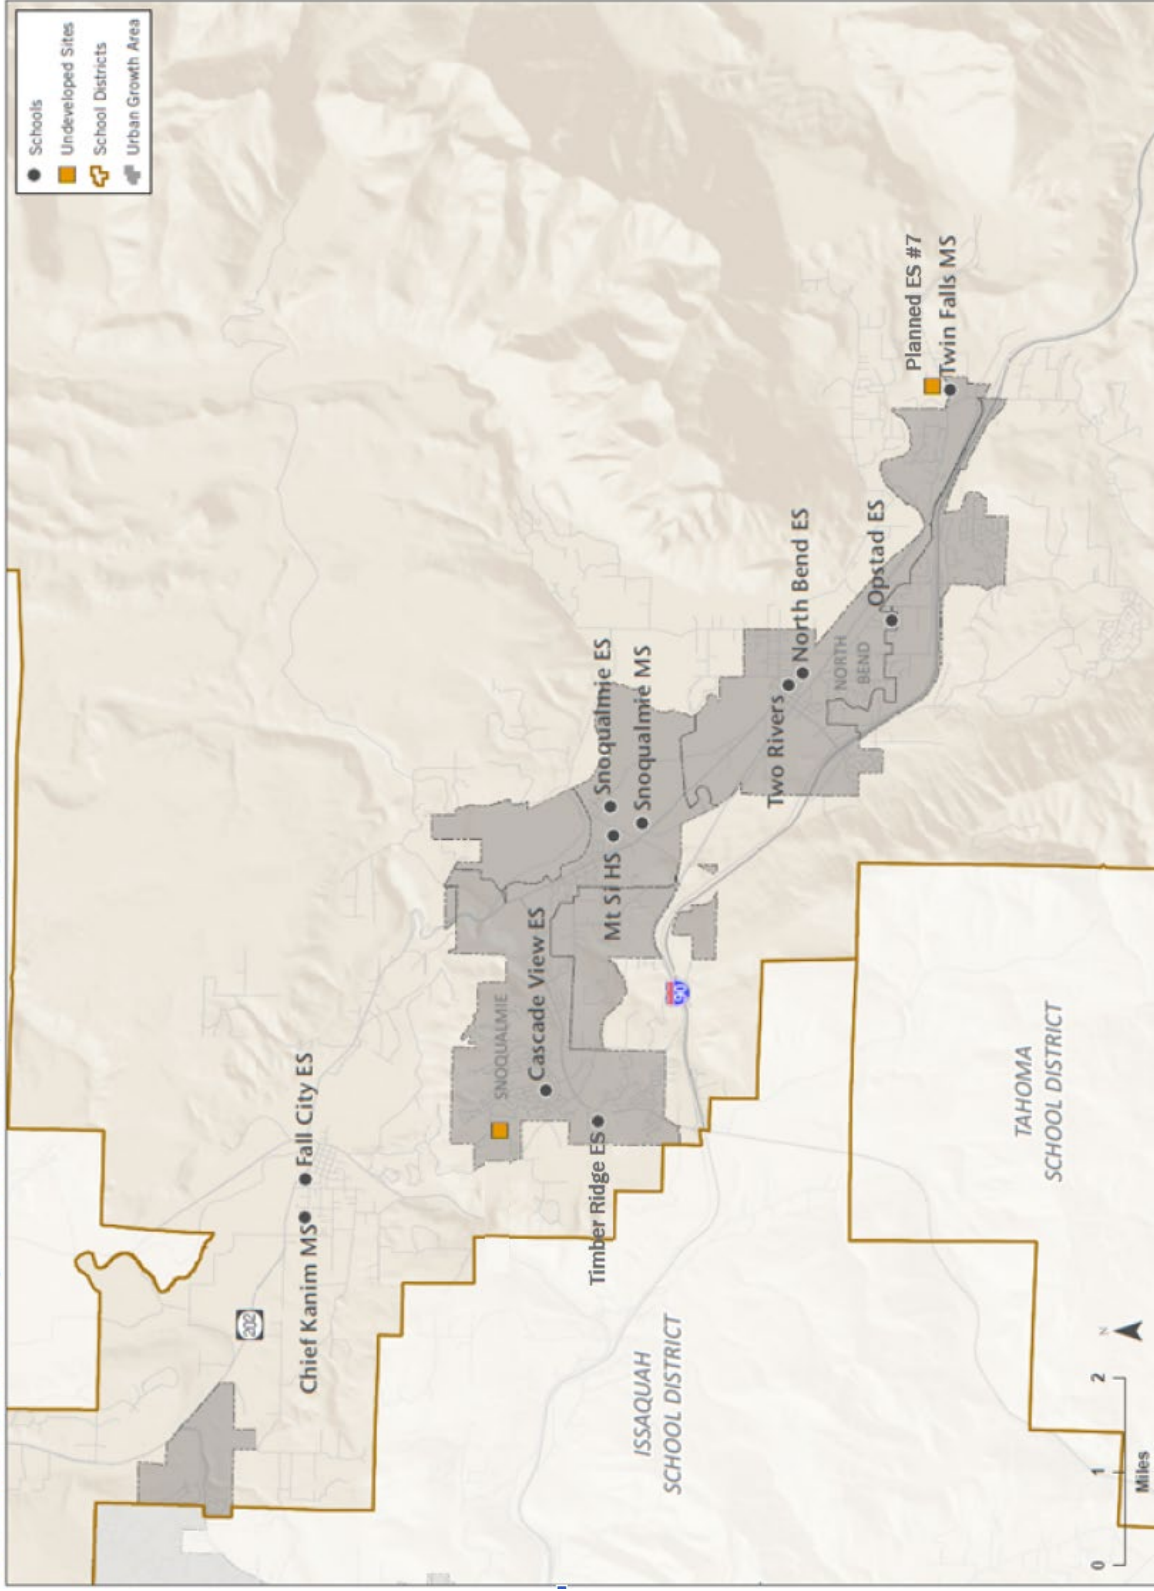 Schools
Undeveloped Sites
School Districts
Urban Growth Area
202
Chief Kanim MS
Fall City ES
SNOQUALMIE
Cascade View ES
Timber Ridge ES
Mt Si HS
Snoqualmie ES
Snoqualmie MS
90
Two Rivers
North Bend ES
NORTH
BEND
Opstad ES
Planned ES #7
Twin Falls MS
ISSAQUAH
SCHOOL DISTRICT
TAHOMA
SCHOOL DISTRICT
N
0 1 2
Miles